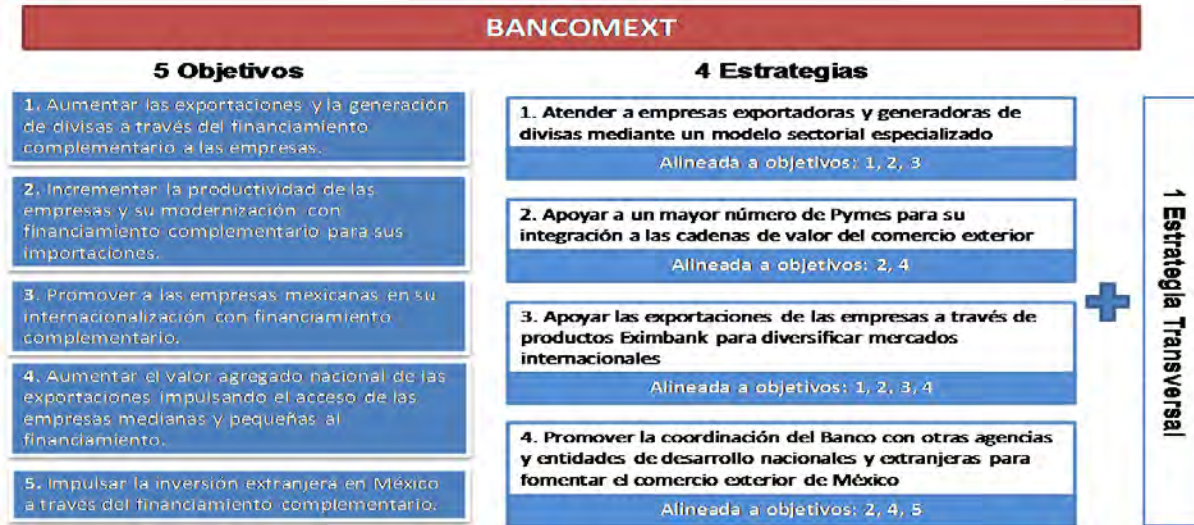 BANCOMEXT
5 Objetivos
1. Aumentar las exportaciones y la generación
de divisas a través del financiamiento
complementario a las empresas.
2. Incrementar la productividad de las
empresas y su modernización con
financiamiento complementario para sus
importaciones.
3. Promover a las empresas mexicanas en su
internacionalización con financiamiento
complementario.
4. Aumentar el valor agregado nacional de las
exportaciones impulsando el acceso de las
empresas medianas y pequeñas al
financiamiento.
5. Impulsar la inversión extranjera en México
a través del financiamiento complementario.
4 Estrategias
1. Atender a empresas exportadoras y generadoras de
divisas mediante un modelo sectorial especializado
Alineada a objetivos: 1, 2, 3
2. Apoyar a un mayor número de Pymes para su
integración a las cadenas de valor del comercio exterior
Alineada a objetivos: 2, 4
3. Apoyar las exportaciones de las empresas a través de
productos Eximbank para diversificar mercados
internacionales
Alineada a objetivos: 1, 2, 3, 4
4. Promover la coordinación del Banco con otras agencias
y entidades de desarrollo nacionales y extranjeras para
fomentar el comercio exterior de México
Alineada a objetivos: 2, 4, 5
1 Estrategia Transversal